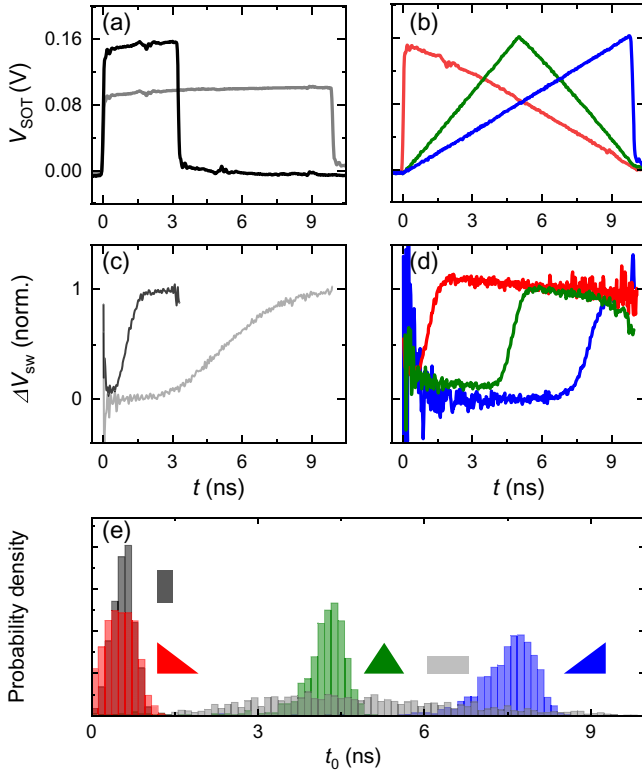 (a) (b)
0.16
0.08
0.00
V_SOT (V)
0 3 6 9 0 3 6 9
(c) (d)
1
0
ΔV_sw (norm.)
0 3 6 9 0 3 6 9
t (ns) t (ns)
(e)
Probability density
0 3 6 9
t_0 (ns)